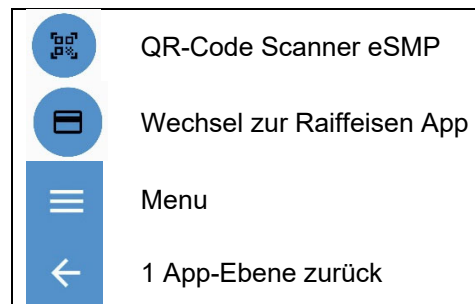 QR-Code Scanner eSMP
Wechsel zur Raiffeisen App
Menu
1 App-Ebene zurück